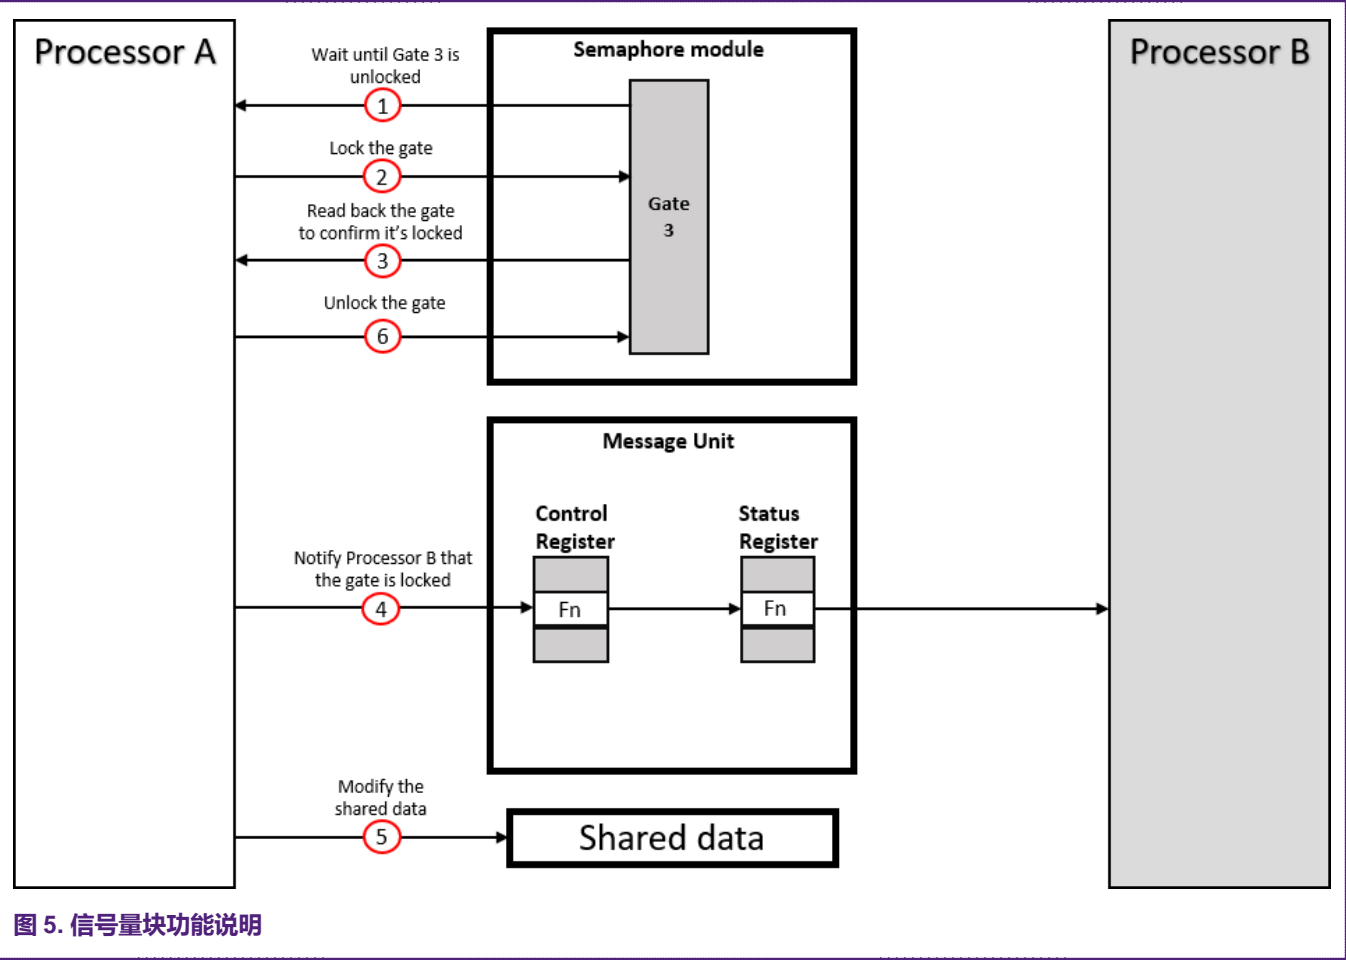 Processor A
Wait until Gate 3 is
unlocked
1
Lock the gate
2
Read back the gate
to confirm it's locked
3
Unlock the gate
6
Semaphore module
Gate
3
Processor B
Message Unit
Control
Register
Fn
Status
Register
Fn
Notify Processor B that
the gate is locked
4
Modify the
shared data
5
Shared data
图 5. 信号量块功能说明